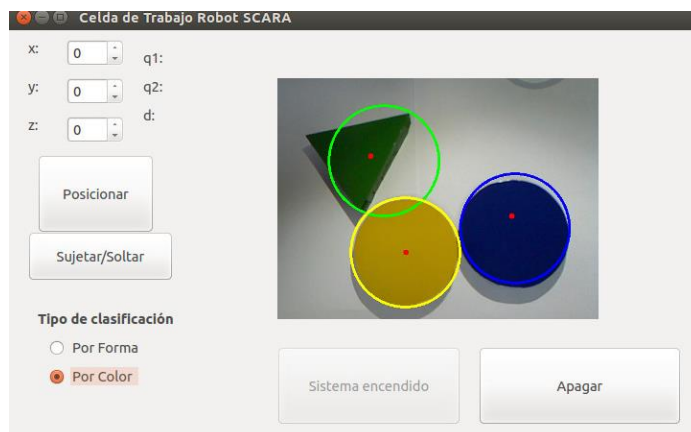 Celda de Trabajo Robot SCARA
x: 0
q1:
y: 0
q2:
z: 0
d:
Posicionar
Sujetar/Soltar
Tipo de clasificación
Por Forma
Por Color
Sistema encendido
Apagar